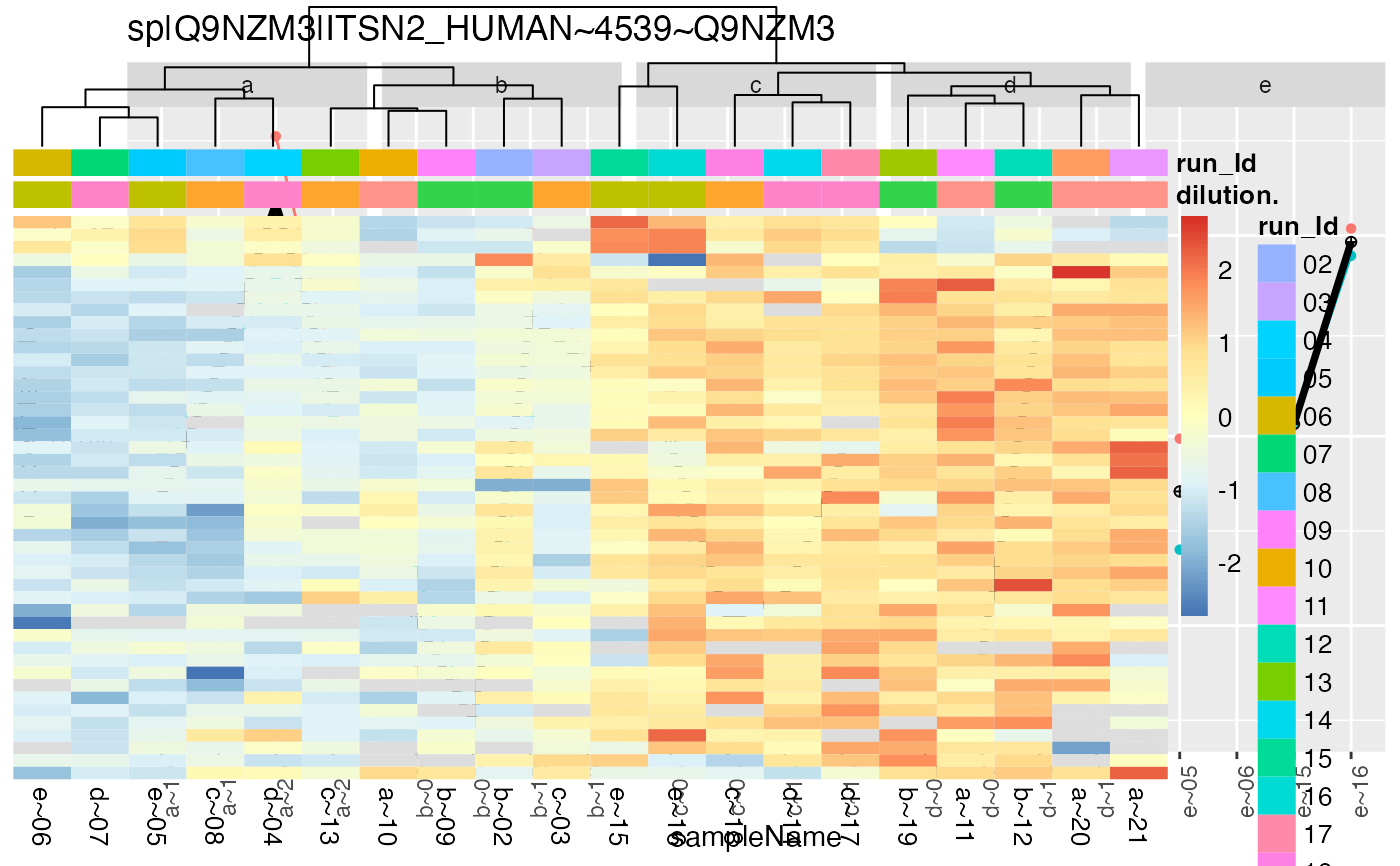 sp|Q9NZM3|ITSN2_HUMAN~4539~Q9NZM3
a
b
c
d
e
run_Id
dilution.
run_Id
2
1
0
-1
-2
02
03
04
05
06
07
08
09
10
11
12
13
14
15
16
17
e~06
d~07
e~05
c~08
d~04
c~13
a~10
b~09
b~02
c~03
e~15
d~17
b~19
a~11
b~12
a~20
a~21
e~05
e~06
e~15
e~16
sampleName